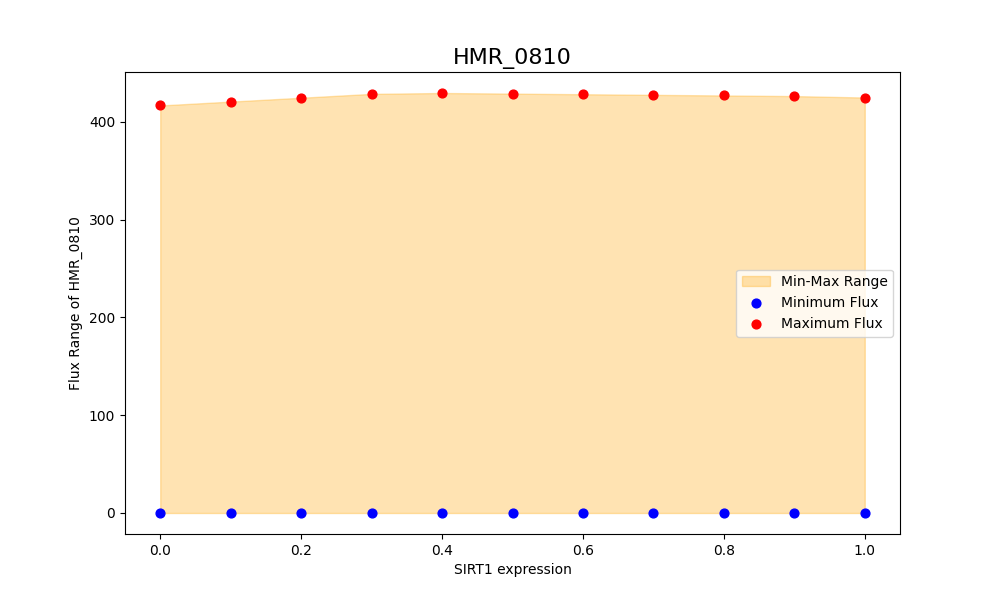 HMR_0810
Flux Range of HMR_0810
400
300
200
100
0
Min-Max Range
Minimum Flux
Maximum Flux
0.0 0.2 0.4 0.6 0.8 1.0
SIRT1 expression